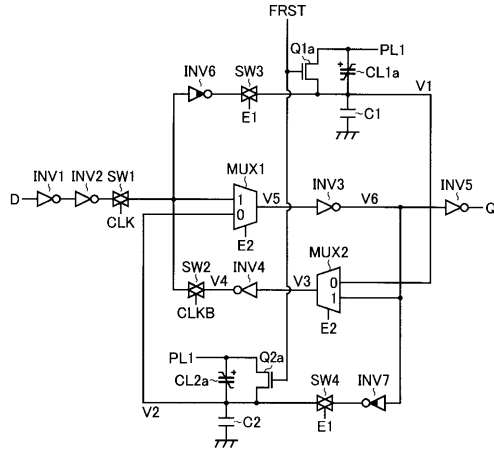 FRST
Q1a
PL1
INV6
SW3
CL1a
V1
E1
C1
INV1
INV2
SW1
MUX1
INV3
INV5
D
1
0
V5
V6
Q
CLK
E2
MUX2
SW2
INV4
V4
V3
0
1
CLKB
E2
PL1
Q2a
CL2a
SW4
INV7
V2
C2
E1